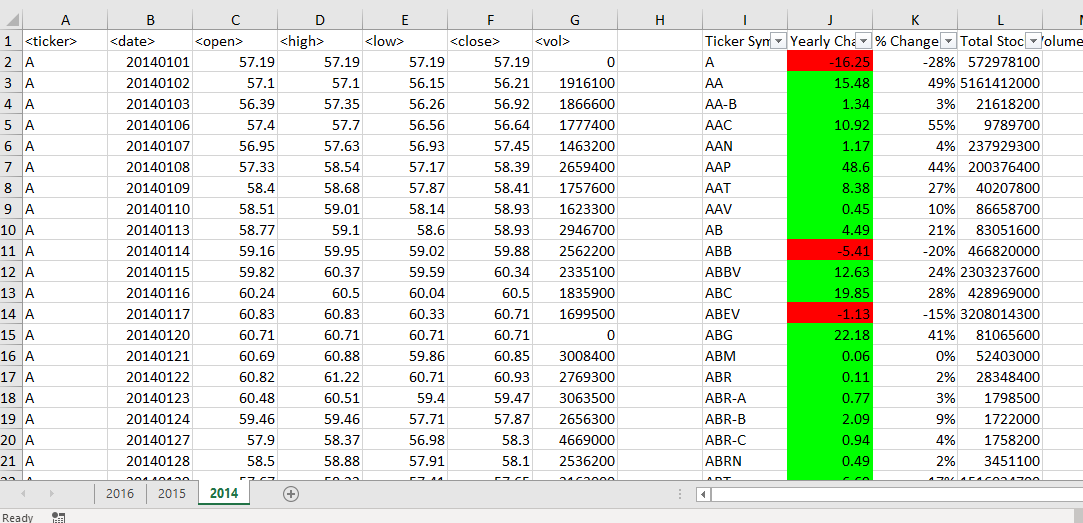 A B C D E F G H I J K L
1 <ticker> <date> <open> <high> <low> <close> <vol> Ticker Sym Yearly Cha % Change Total Stoc Volume
2 A 20140101 57.19 57.19 57.19 57.19 0 A -16.25 -28% 572978100
3 A 20140102 57.1 57.1 56.15 56.21 1916100 AA 15.48 49% 5161412000
4 A 20140103 56.39 57.35 56.26 56.92 1866600 AA-B 1.34 3% 21618200
5 A 20140106 57.4 57.7 56.56 56.64 1777400 AAC 10.92 55% 9789700
6 A 20140107 56.95 57.63 56.93 57.45 1463200 AAN 1.17 4% 237929300
7 A 20140108 57.33 58.54 57.17 58.39 2659400 AAP 48.6 44% 200376400
8 A 20140109 58.4 58.68 57.87 58.41 1757600 AAT 8.38 27% 40207800
9 A 20140110 58.51 59.01 58.14 58.93 1623300 AAV 0.45 10% 86658700
10 A 20140113 58.77 59.1 58.6 58.93 2946700 AB 4.49 21% 83051600
11 A 20140114 59.16 59.95 59.02 59.88 2562200 ABB -5.41 -20% 466820000
12 A 20140115 59.82 60.37 59.59 60.34 2335100 ABBV 12.63 24% 2303237600
13 A 20140116 60.24 60.5 60.04 60.5 1835900 ABC 19.85 28% 428969000
14 A 20140117 60.83 60.83 60.33 60.71 1699500 ABEV -1.13 -15% 3208014300
15 A 20140120 60.71 60.71 60.71 60.71 0 ABG 22.18 41% 81065600
16 A 20140121 60.69 60.88 59.86 60.85 3008400 ABM 0.06 0% 52403000
17 A 20140122 60.82 61.22 60.71 60.93 2769300 ABR 0.11 2% 28348400
18 A 20140123 60.48 60.51 59.4 59.47 3063500 ABR-A 0.77 3% 1798500
19 A 20140124 59.46 59.46 57.71 57.87 2656300 ABR-B 2.09 9% 1722000
20 A 20140127 57.9 58.37 56.98 58.3 4669000 ABR-C 0.94 4% 1758200
21 A 20140128 58.5 58.88 57.91 58.1 2536200 ABRN 0.49 2% 3451100
2016 2015 2014
Ready